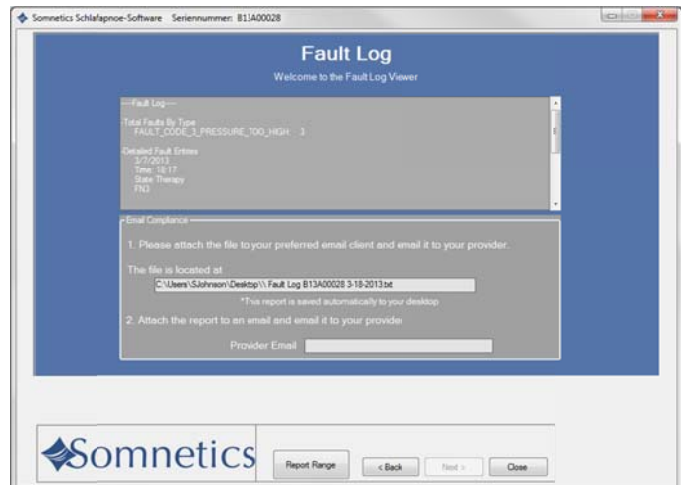 Somnetics Schlafapnoe-Software Seriennummer: B13A00028
Fault Log
Welcome to the Fault Log Viewer
----Fault Log----
-Total Faults By Type
FAULT_CODE_3_PRESSURE_TOO_HIGH: 3
-Detailed Fault Entries
3/7/2013
Time: 18:17
State Therapy
FN3
Email Compliance
1. Please attach the file to your preferred email client and email it to your provider.
The file is located at
C:\Users\SJohnson\Desktop\\ Fault Log B13A00028 3-18-2013.txt
*This report is saved automatically to your desktop
2. Attach the report to an email and email it to your provider
Provider Email
Somnetics
Report Range
< Back
Next >
Close